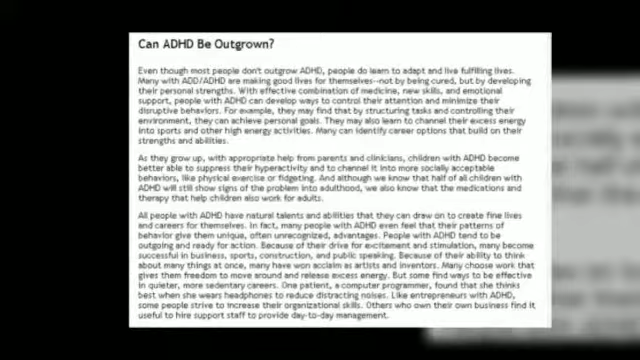 Can ADHD Be Outgrown?
Even though most people don't outgrow ADHD, people do learn to adapt and live fulfilling lives.
Many with ADD/ADHD are making good lives for themselves--not by being cured, but by developing
their personal strengths. With effective combination of medicine, new skills, and emotional
support, people with ADHD can develop ways to control their attention and minimize their
disruptive behaviors. For example, they may find that by structuring tasks and controlling their
environment, they can achieve personal goals. They may also learn to channel their excess energy
into sports and other high energy activities. Many can identify career options that build on their
strengths and abilities.
As they grow up, with appropriate help from parents and clinicians, children with ADHD become
better able to suppress their hyperactivity and to channel it into more socially acceptable
behaviors, like physical exercise or fidgeting. And although we know that half of all children with
ADHD will still show signs of the problem into adulthood, we also know that the medications and
therapy that help children also work for adults.
All people with ADHD have natural talents and abilities that they can draw on to create fine lives
and careers for themselves. In fact, many people with ADHD even feel that their patterns of
behavior give them unique, often unrecognized, advantages. People with ADHD tend to be
outgoing and ready for action. Because of their drive for excitement and stimulation, many become
successful in business, sports, construction, and public speaking. Because of their ability to think
about many things at once, many have won acclaim as artists and inventors. Many choose work that
gives them freedom to move around and release excess energy. But some find ways to be effective
in quieter, more sedentary careers. One patient, a computer programmer, found that she thinks
best when she wears headphones to reduce distracting noises. Like entrepreneurs with ADHD,
some people strive to increase their organizational skills. Others who own their own business find it
useful to hire support staff to provide day-to-day management.